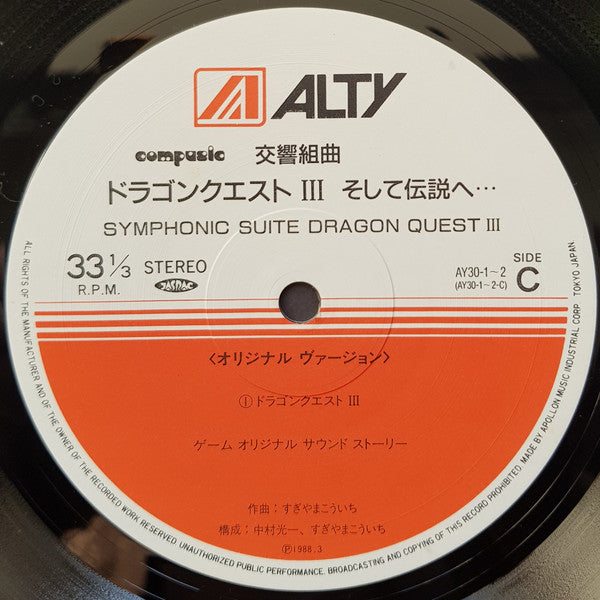 ALTY
compusic 交響組曲
ドラゴンクエスト III そして伝説へ…
SYMPHONIC SUITE DRAGON QUEST III
33 1/3 STEREO
R.P.M. JASRAC
AY30-1~2
(AY30-1~2-C)
SIDE
C
〈オリジナル ヴァージョン〉
①ドラゴンクエスト III
ゲーム オリジナル サウンド ストーリー
作曲:すぎやまこういち
構成:中村光一、すぎやまこういち
Ⓟ1988.3
ALL RIGHTS OF THE MANUFACTURER AND OF THE OWNER OF THE RECORDED WORK RESERVED. UNAUTHORIZED PUBLIC PERFORMANCE. BROADCASTING AND COPYING OF THIS RECORD PROHIBITED. MADE BY APOLLON MUSIC INDUSTRIAL CORP. TOKYO JAPAN.